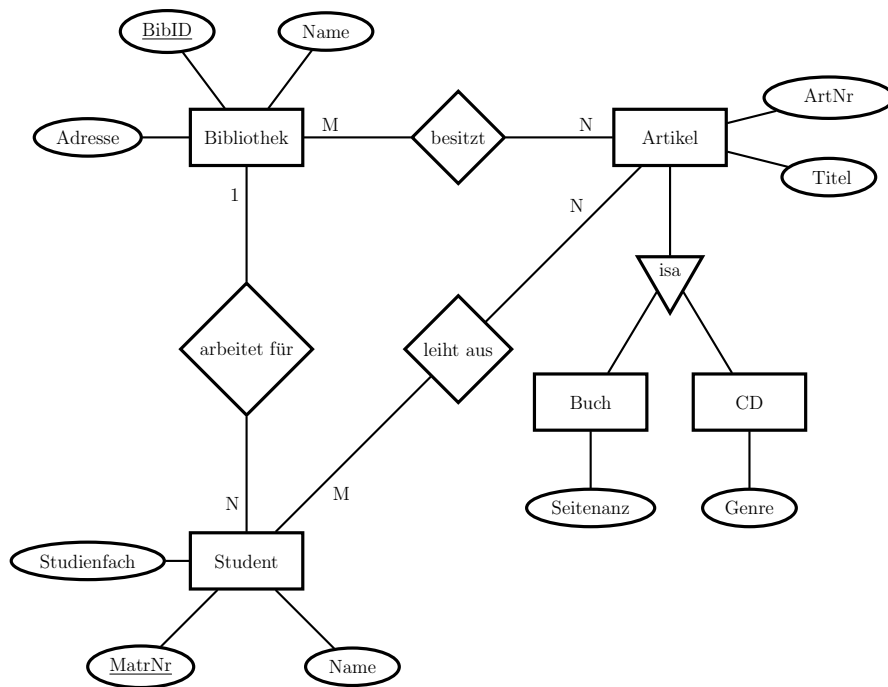 BibID
Name
ArtNr
M
N
Adresse
Bibliothek
besitzt
Artikel
Titel
1
N
isa
arbeitet für
leiht aus
Buch
CD
M
N
Seitenanz
Genre
Studienfach
Student
MatrNr
Name